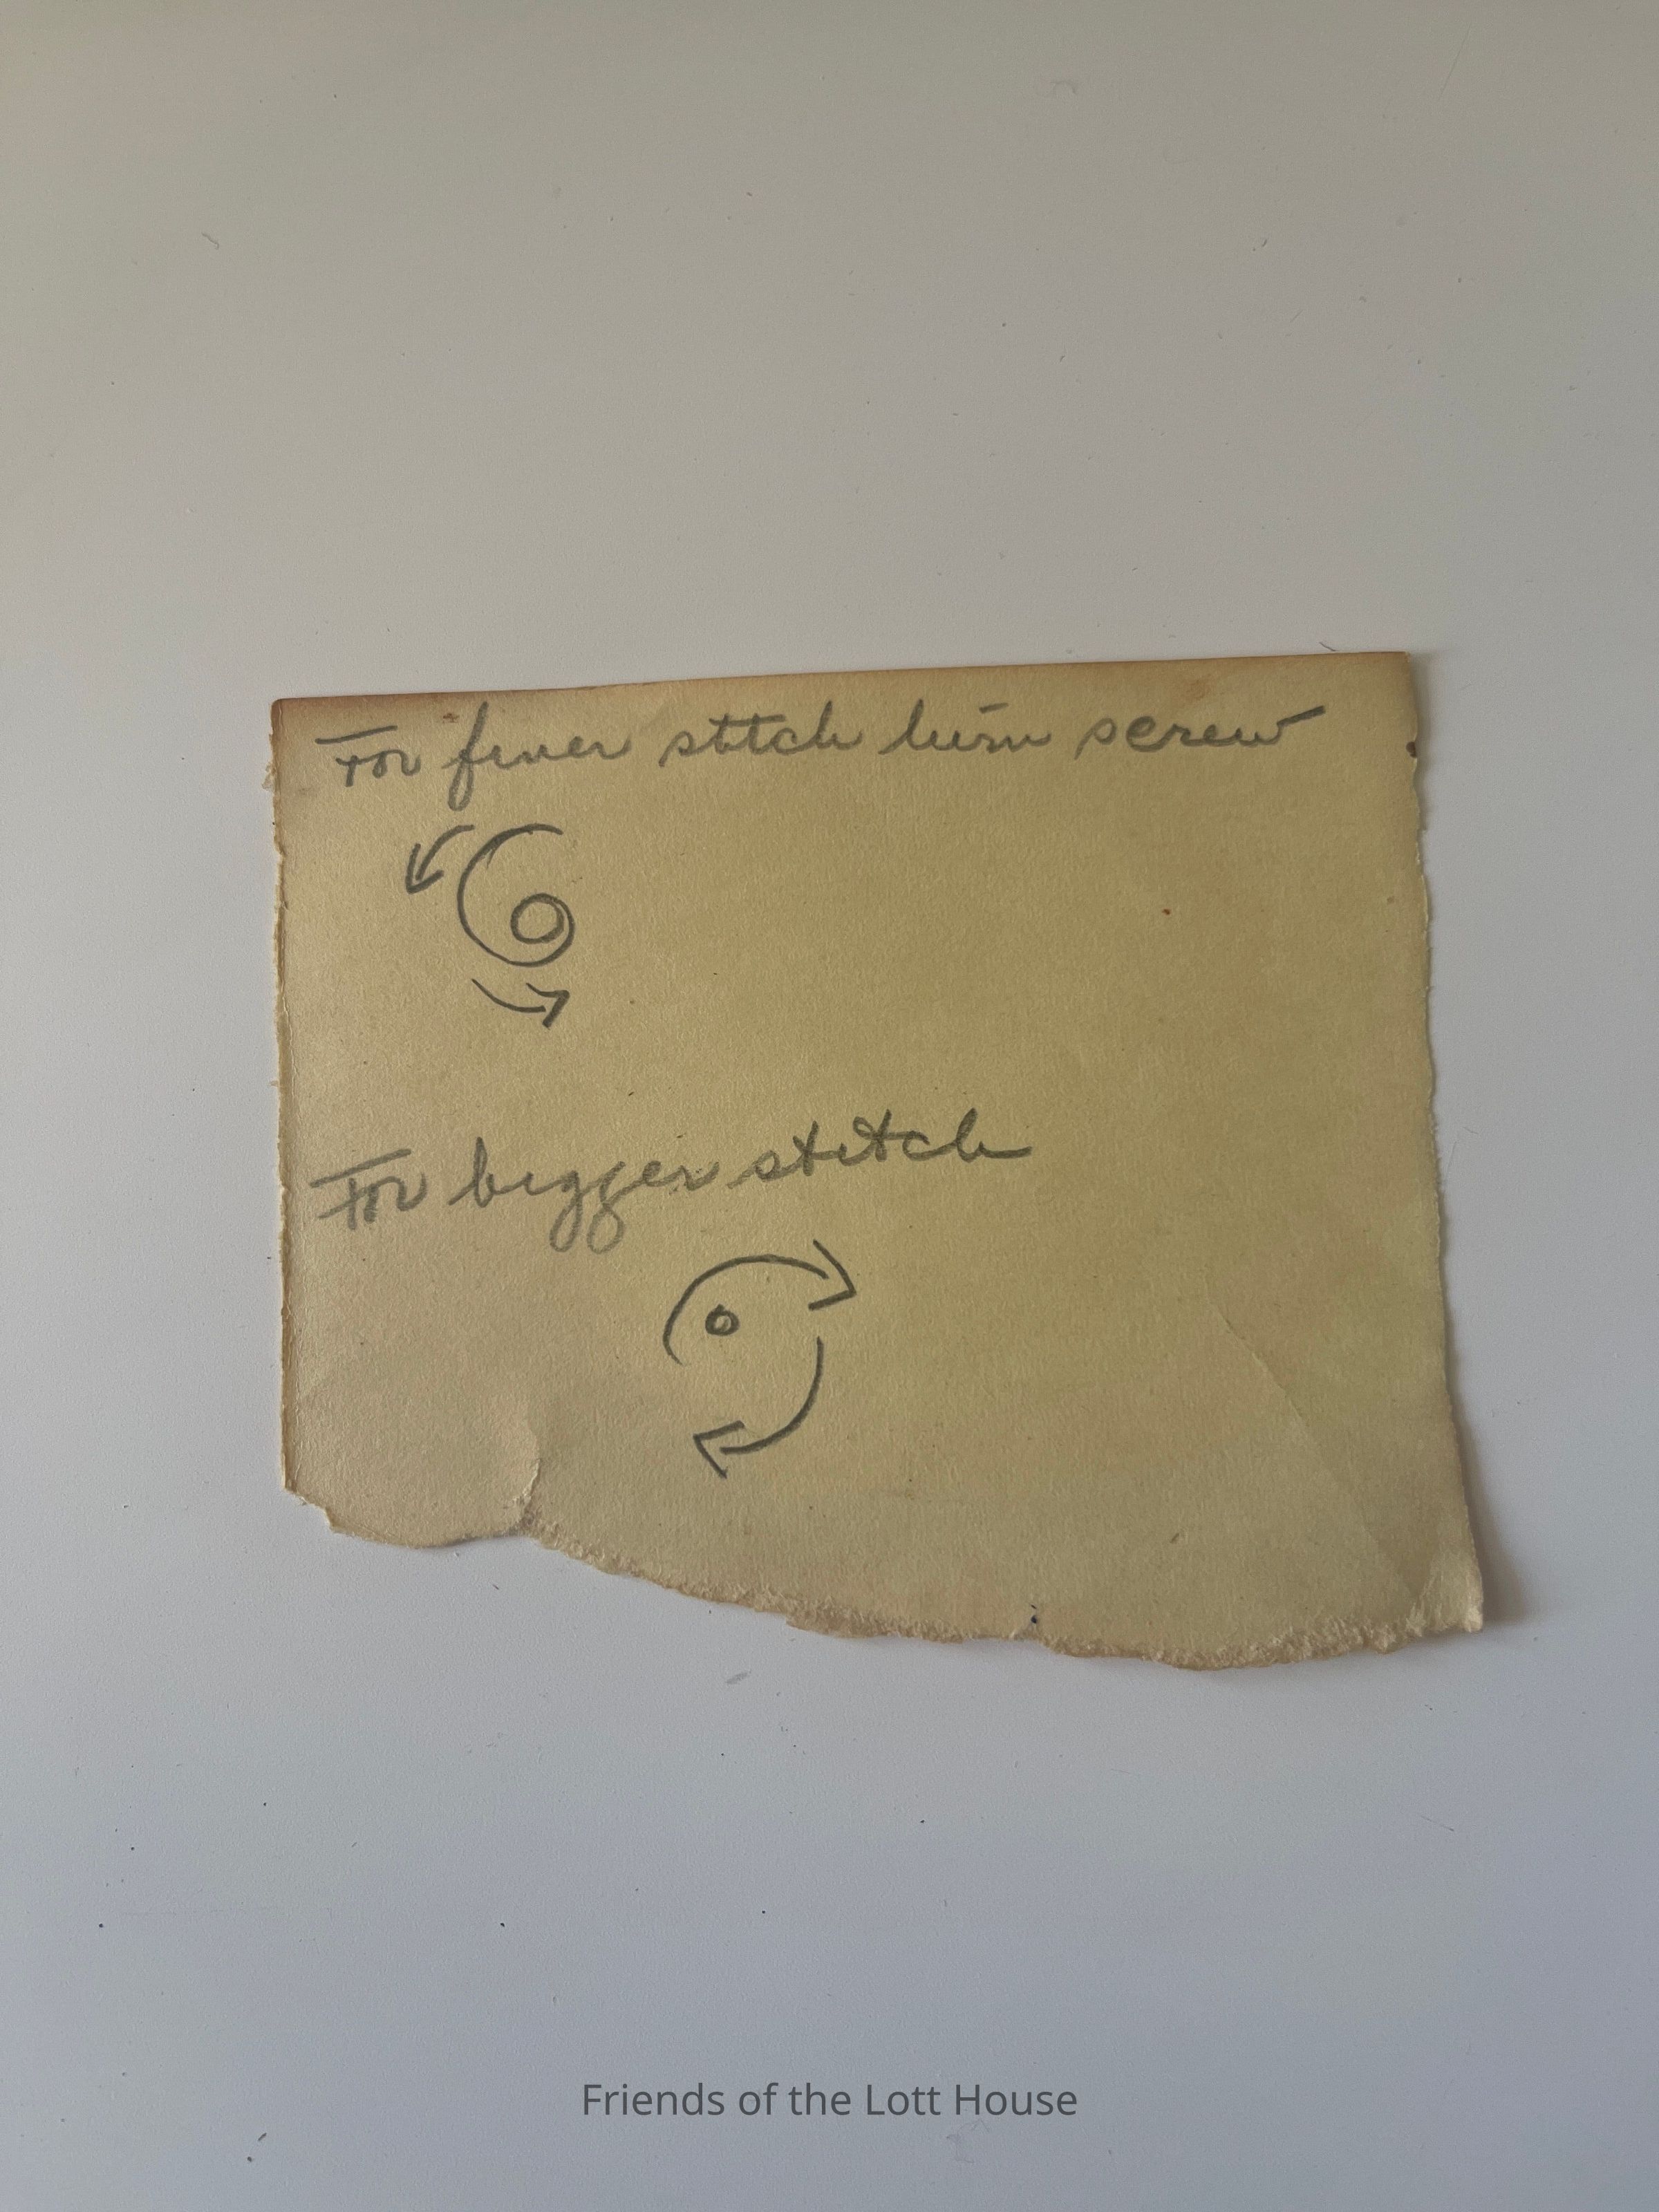 For finer stitch turn screw
For bigger stitch
Friends of the Lott House